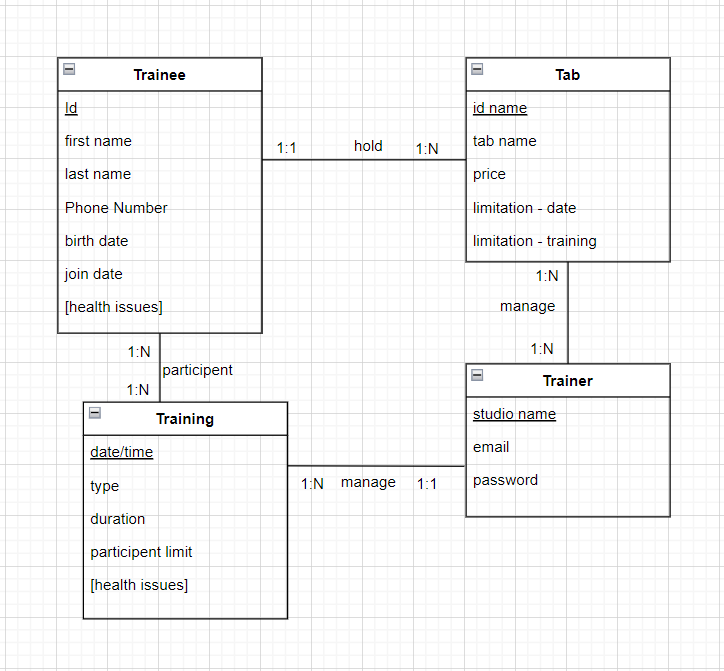 Trainee
Id
first name
last name
Phone Number
birth date
join date
[health issues]
1:1
hold
1:N
Tab
id name
tab name
price
limitation - date
limitation - training
1:N
manage
1:N
1:N
participent
1:N
Trainer
studio name
email
password
Training
date/time
type
duration
participent limit
[health issues]
1:N
manage
1:1